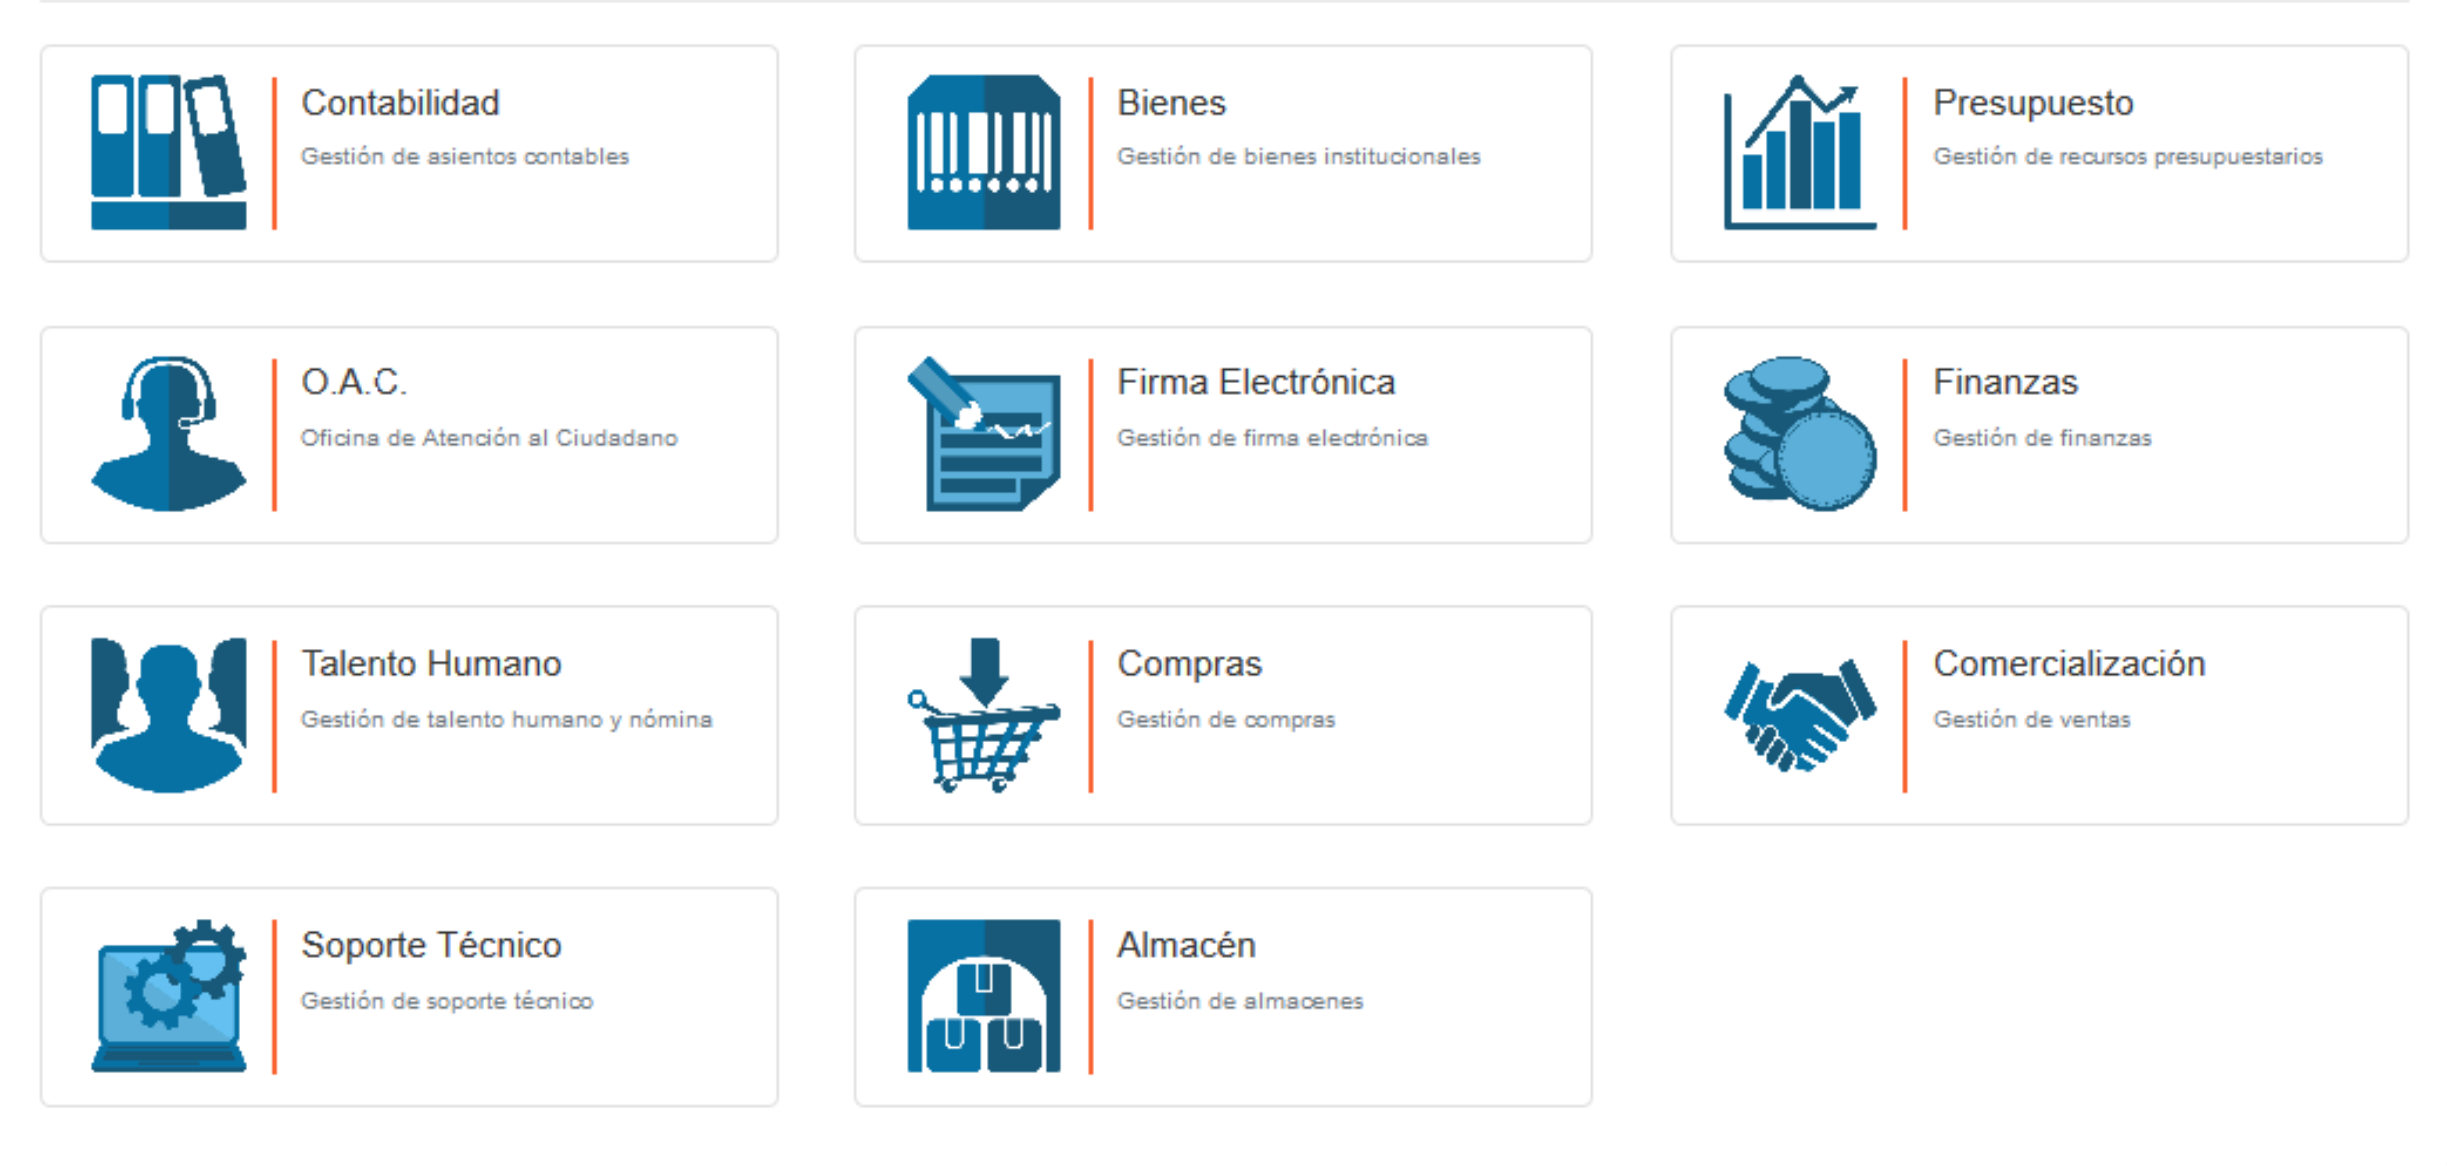 Contabilidad
Gestión de asientos contables
Bienes
Gestión de bienes institucionales
Presupuesto
Gestión de recursos presupuestarios
O.A.C.
Oficina de Atención al Ciudadano
Firma Electrónica
Gestión de firma electrónica
Finanzas
Gestión de finanzas
Talento Humano
Gestión de talento humano y nómina
Compras
Gestión de compras
Comercialización
Gestión de ventas
Soporte Técnico
Gestión de soporte técnico
Almacén
Gestión de almacenes